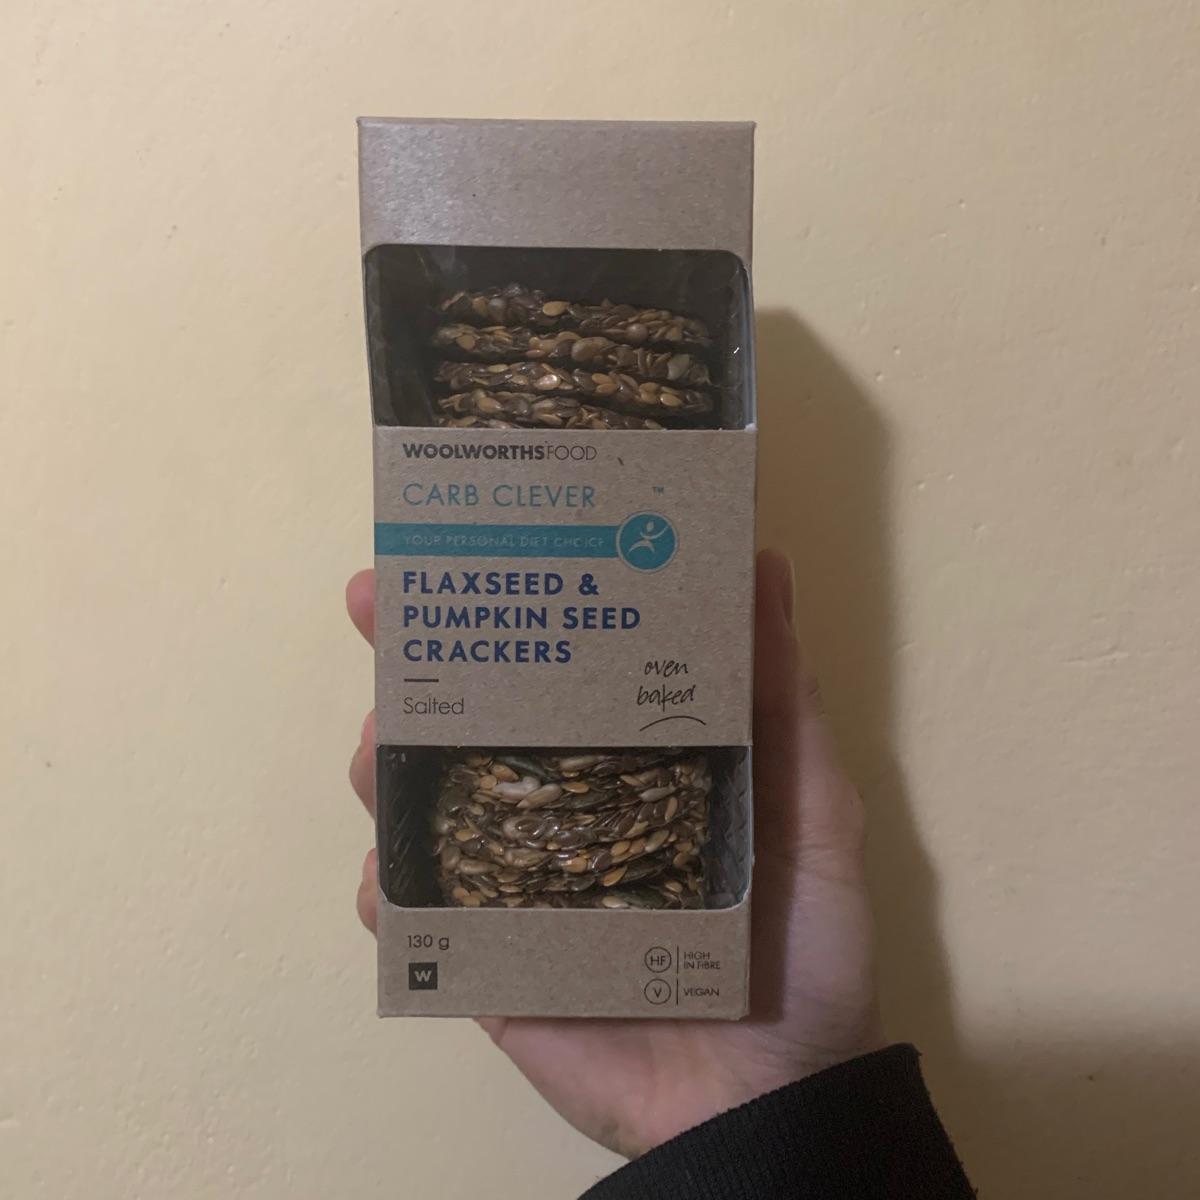 WOOLWORTHSFOOD
CARB CLEVER ™
YOUR PERSONAL DIET CHOICE
FLAXSEED &
PUMPKIN SEED
CRACKERS
Salted
oven
baked
130 g
W
HF HIGH
IN FIBRE
V VEGAN